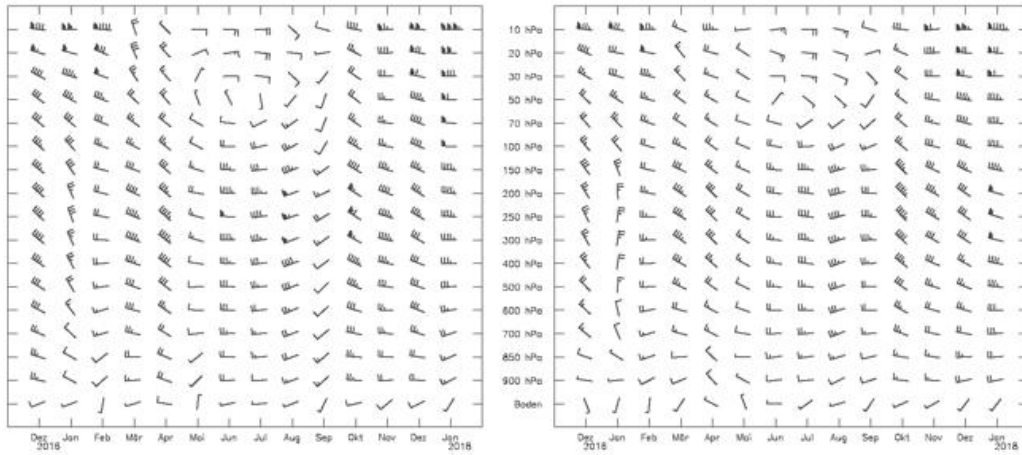 10 hPa
20 hPa
30 hPa
50 hPa
70 hPa
100 hPa
150 hPa
200 hPa
250 hPa
300 hPa
400 hPa
500 hPa
600 hPa
700 hPa
850 hPa
900 hPa
Boden
Dez Jan Feb Mär Apr Mai Jun Jul Aug Sep Okt Nov Dez Jan
2016 2018
Dez Jan Feb Mär Apr Mai Jun Jul Aug Sep Okt Nov Dez Jan
2016 2018